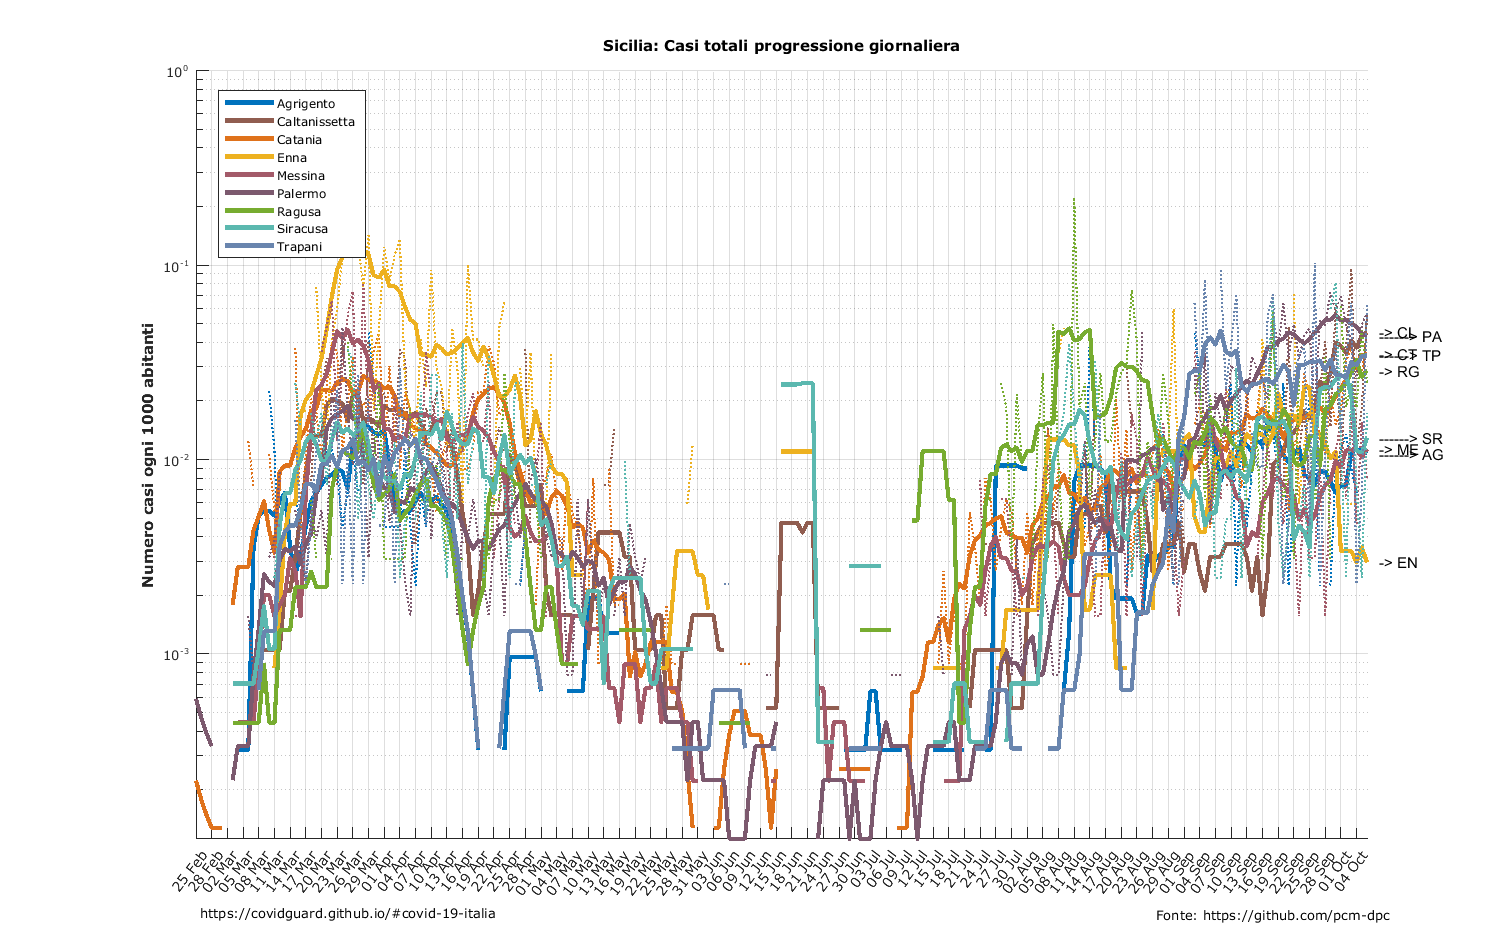 Sicilia: Casi totali progressione giornaliera
Numero casi ogni 1000 abitanti
10^0
10^-1
10^-2
10^-3
Agrigento
Caltanissetta
Catania
Enna
Messina
Palermo
Ragusa
Siracusa
Trapani
-> CL
------> PA
-> CT
------> TP
-> RG
------> SR
-> ME
------> AG
-> EN
25 Feb
28 Feb
02 Mar
05 Mar
08 Mar
11 Mar
14 Mar
17 Mar
20 Mar
23 Mar
26 Mar
29 Mar
01 Apr
04 Apr
07 Apr
10 Apr
13 Apr
16 Apr
19 Apr
22 Apr
25 Apr
28 Apr
01 May
04 May
07 May
10 May
13 May
16 May
19 May
22 May
25 May
28 May
31 May
03 Jun
06 Jun
09 Jun
12 Jun
15 Jun
18 Jun
21 Jun
24 Jun
27 Jun
30 Jun
03 Jul
06 Jul
09 Jul
12 Jul
15 Jul
18 Jul
21 Jul
24 Jul
27 Jul
30 Jul
02 Aug
05 Aug
08 Aug
11 Aug
14 Aug
17 Aug
20 Aug
23 Aug
26 Aug
29 Aug
01 Sep
04 Sep
07 Sep
10 Sep
13 Sep
16 Sep
19 Sep
22 Sep
25 Sep
28 Sep
01 Oct
04 Oct
https://covidguard.github.io/#covid-19-italia
Fonte: https://github.com/pcm-dpc